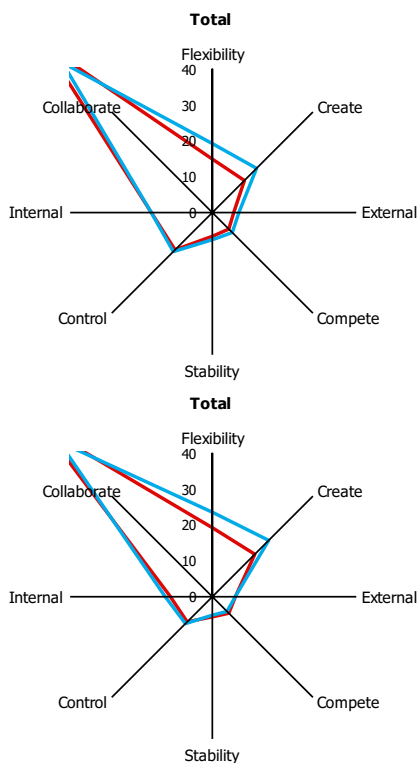 Total
Flexibility
40
Collaborate
Create
30
20
10
Internal
0
External
Control
Compete
Stability
Total
Flexibility
40
Collaborate
Create
30
20
10
Internal
0
External
Control
Compete
Stability